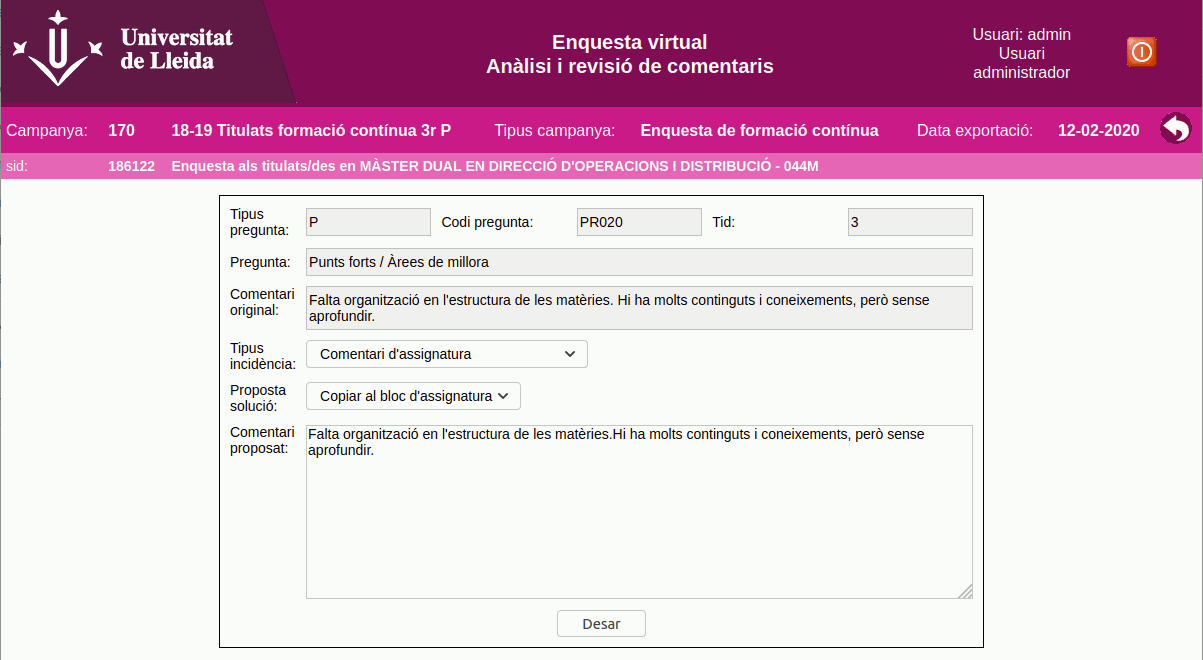 Universitat
de Lleida
Enquesta virtual
Anàlisi i revisió de comentaris
Usuari: admin
Usuari
administrador
Campanya: 170 18-19 Titulats formació contínua 3r P Tipus campanya: Enquesta de formació contínua Data exportació: 12-02-2020
sid: 186122 Enquesta als titulats/des en MÀSTER DUAL EN DIRECCIÓ D'OPERACIONS I DISTRIBUCIÓ - 044M
Tipus
pregunta: P Codi pregunta: PR020 Tid: 3
Pregunta: Punts forts / Àrees de millora
Comentari
original:
Falta organització en l'estructura de les matèries. Hi ha molts continguts i coneixements, però sense
aprofundir.
Tipus
incidència:
Comentari d'assignatura
Proposta
solució:
Copiar al bloc d'assignatura
Comentari
proposat:
Falta organització en l'estructura de les matèries.Hi ha molts continguts i coneixements, però sense
aprofundir.
Desar